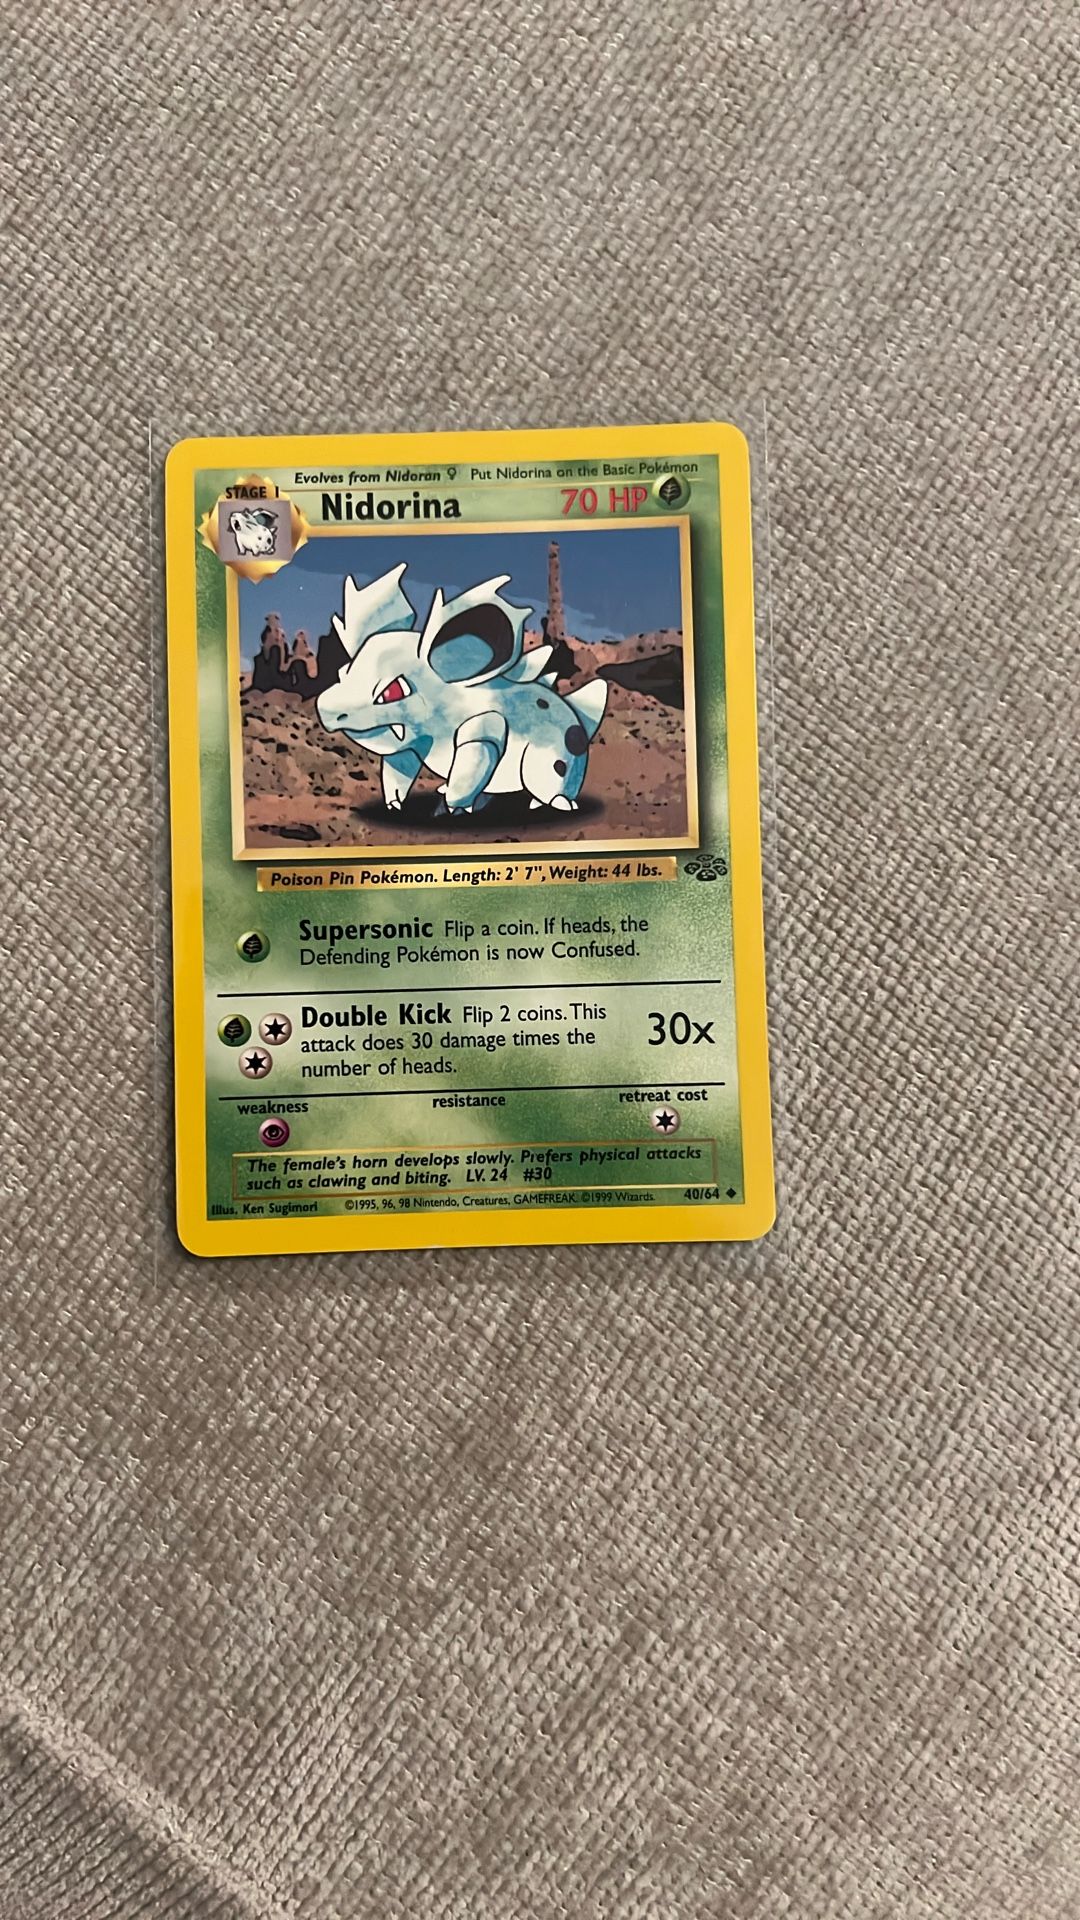 Evolves from Nidoran ♀ Put Nidorina on the Basic Pokémon
STAGE 1
Nidorina
70 HP
Poison Pin Pokémon. Length: 2' 7", Weight: 44 lbs.
Supersonic Flip a coin. If heads, the
Defending Pokémon is now Confused.
Double Kick Flip 2 coins. This
attack does 30 damage times the
number of heads.
30x
weakness
resistance
retreat cost
The female's horn develops slowly. Prefers physical attacks
such as clawing and biting. LV. 24 #30
Illus. Ken Sugimori ©1995, 96, 98 Nintendo, Creatures, GAMEFREAK. ©1999 Wizards. 40/64